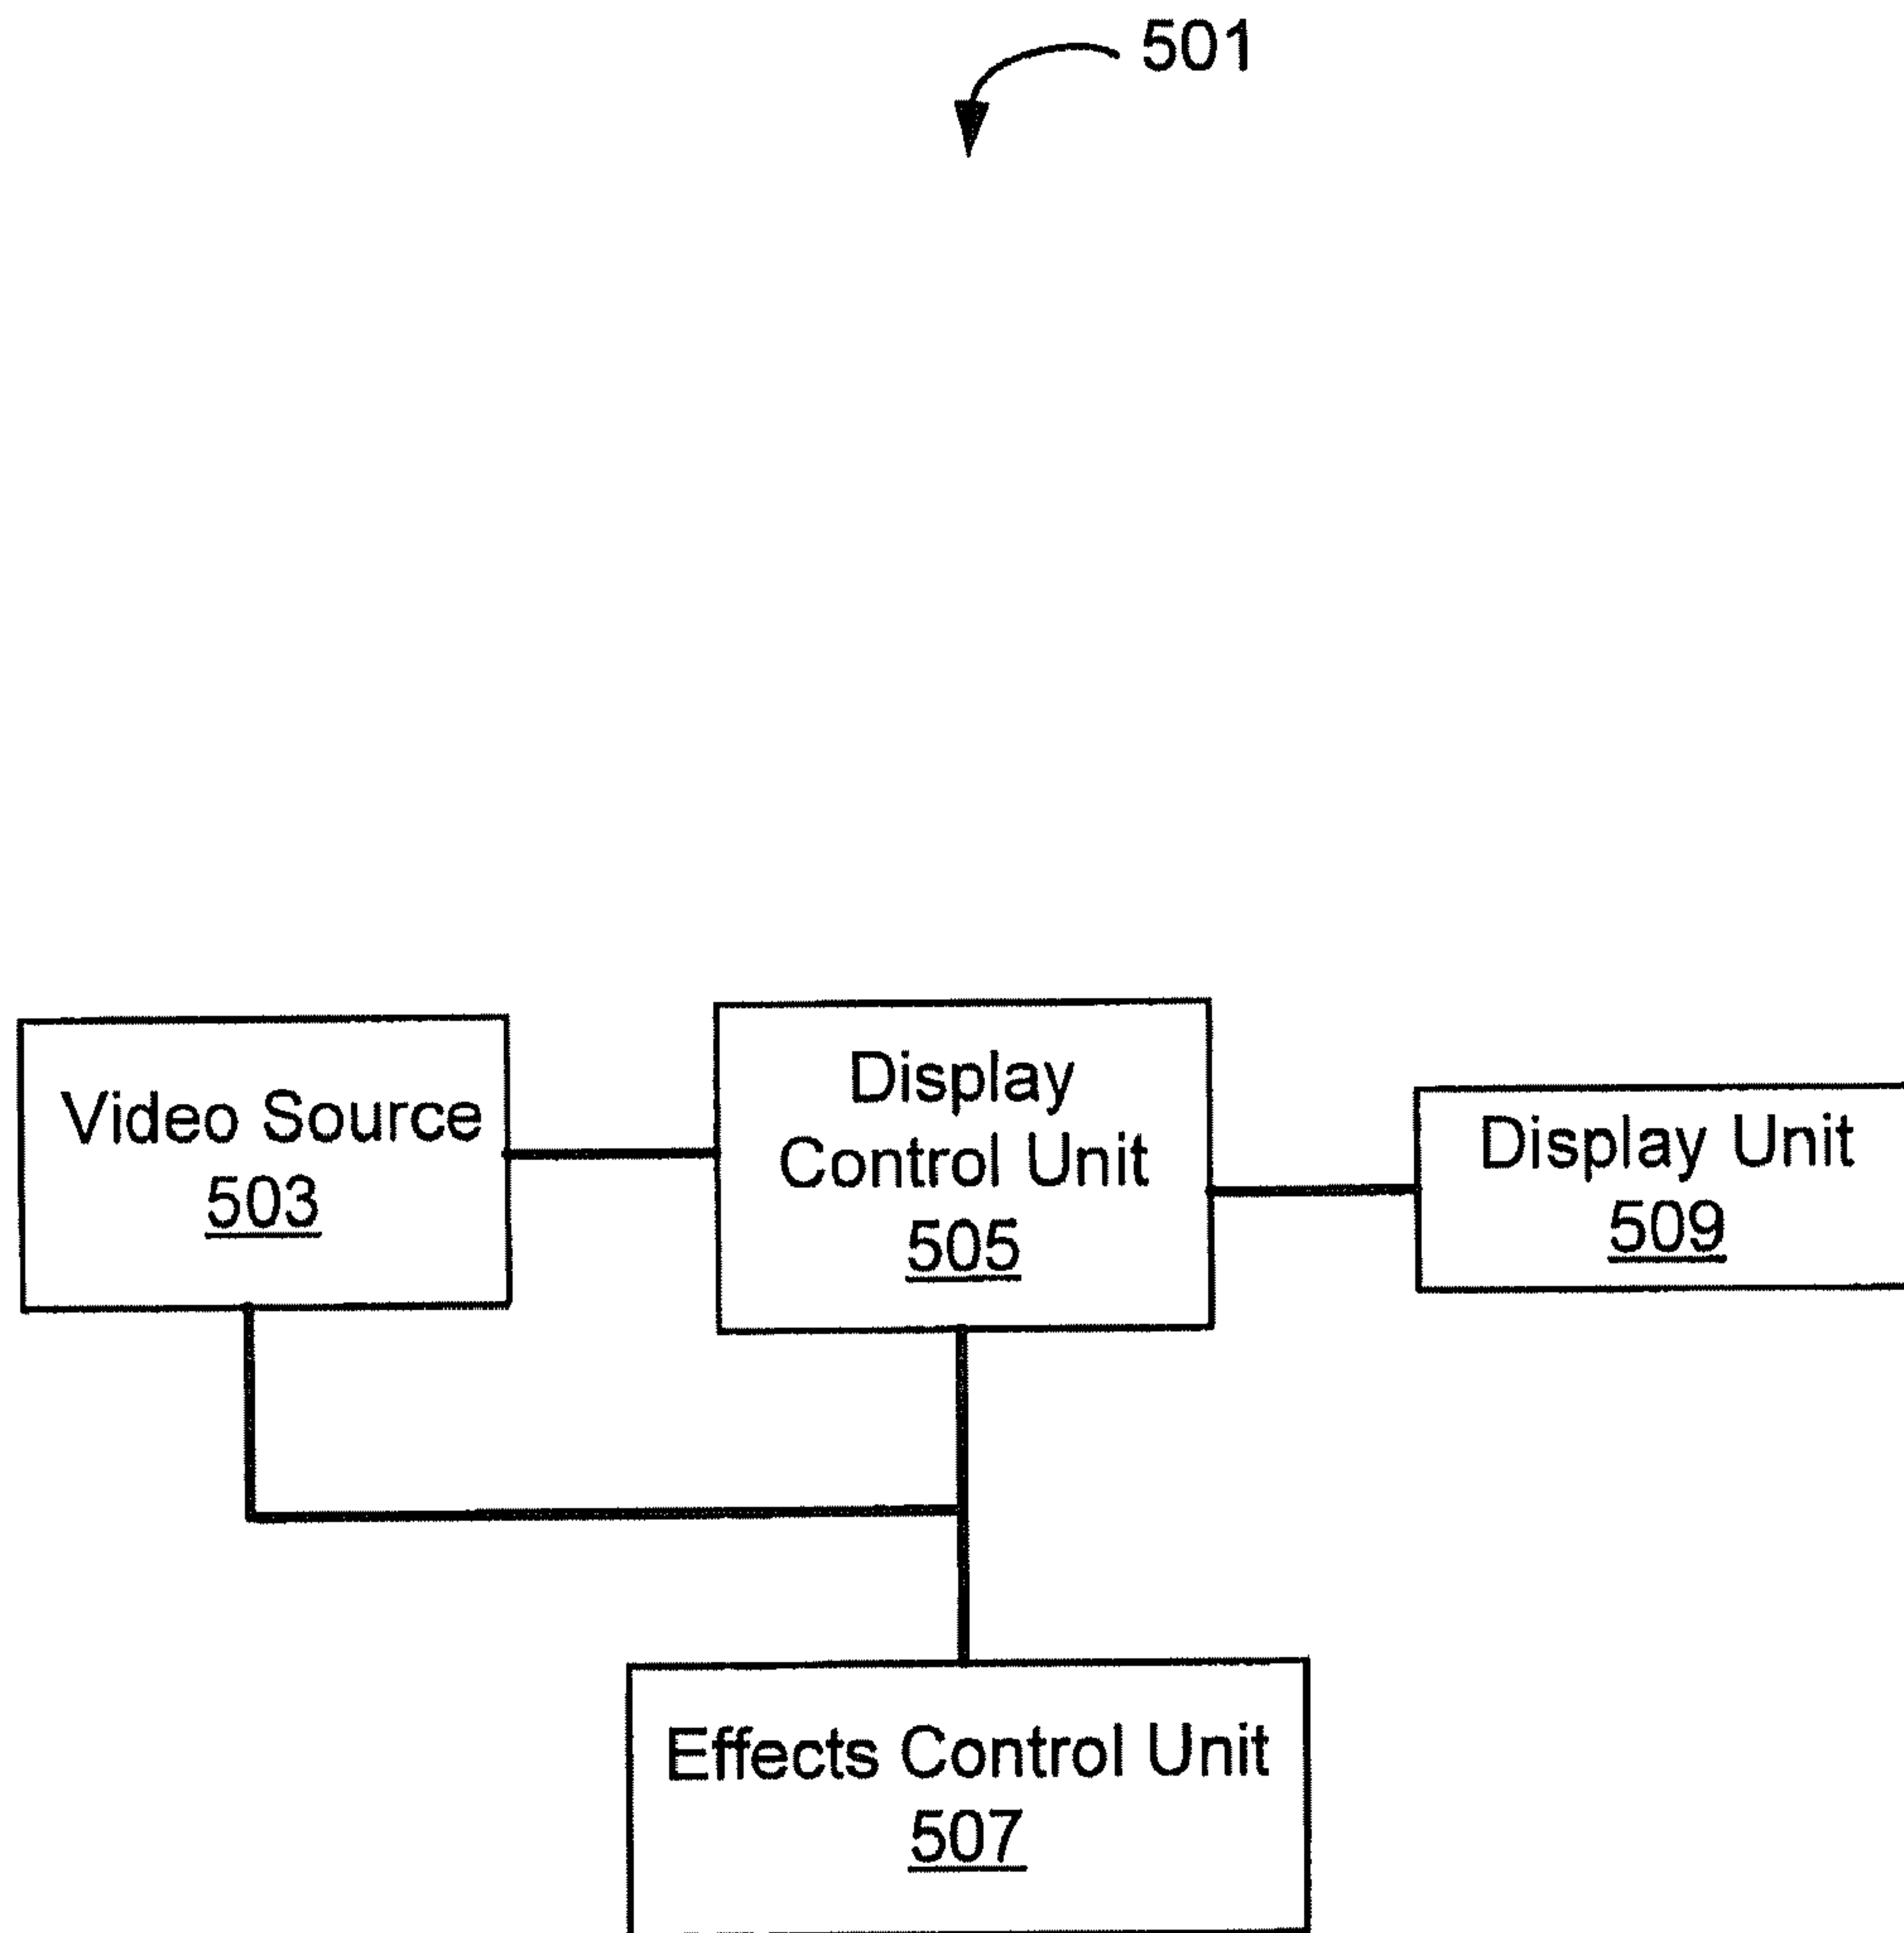 501
Video Source
503
Display
Control Unit
505
Display Unit
509
Effects Control Unit
507